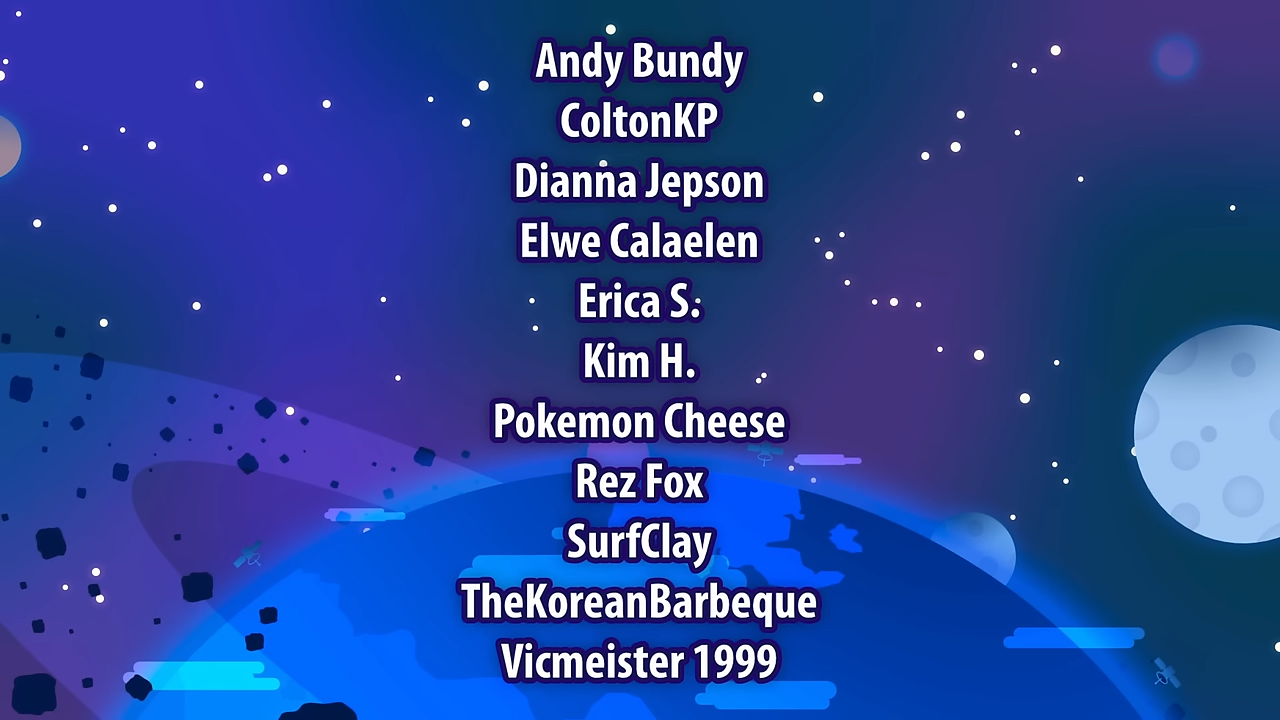 Andy Bundy
ColtonKP
Dianna Jepson
Elwe Calaelen
Erica S.
Kim H.
Pokemon Cheese
Rez Fox
SurfClay
TheKoreanBarbeque
Vicmeister 1999